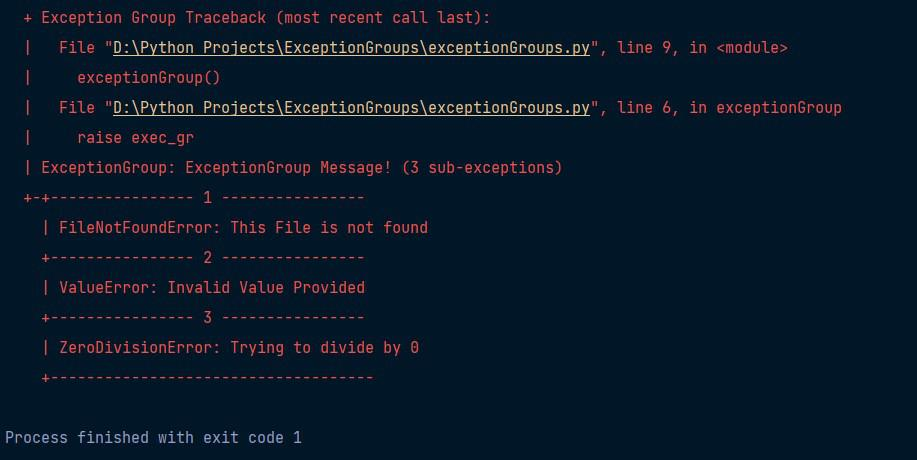 + Exception Group Traceback (most recent call last):
|   File "D:\Python Projects\ExceptionGroups\exceptionGroups.py", line 9, in <module>
|     exceptionGroup()
|   File "D:\Python Projects\ExceptionGroups\exceptionGroups.py", line 6, in exceptionGroup
|     raise exec_gr
| ExceptionGroup: ExceptionGroup Message! (3 sub-exceptions)
+-+---------------- 1 ----------------
  | FileNotFoundError: This File is not found
  +---------------- 2 ----------------
  | ValueError: Invalid Value Provided
  +---------------- 3 ----------------
  | ZeroDivisionError: Trying to divide by 0
  +------------------------------------
Process finished with exit code 1